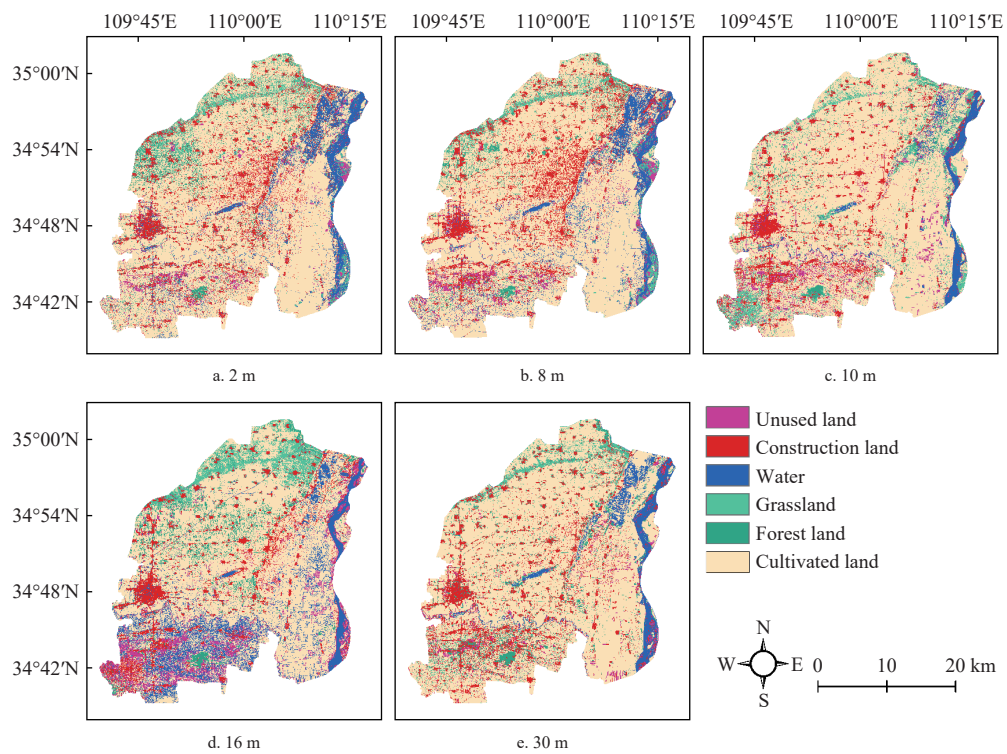 109°45′E 110°00′E 110°15′E 109°45′E 110°00′E 110°15′E 109°45′E 110°00′E 110°15′E
35°00′N
34°54′N
34°48′N
34°42′N
a. 2 m
b. 8 m
c. 10 m
35°00′N
34°54′N
34°48′N
34°42′N
d. 16 m
e. 30 m
Unused land
Construction land
Water
Grassland
Forest land
Cultivated land
N
W E
S
0 10 20 km